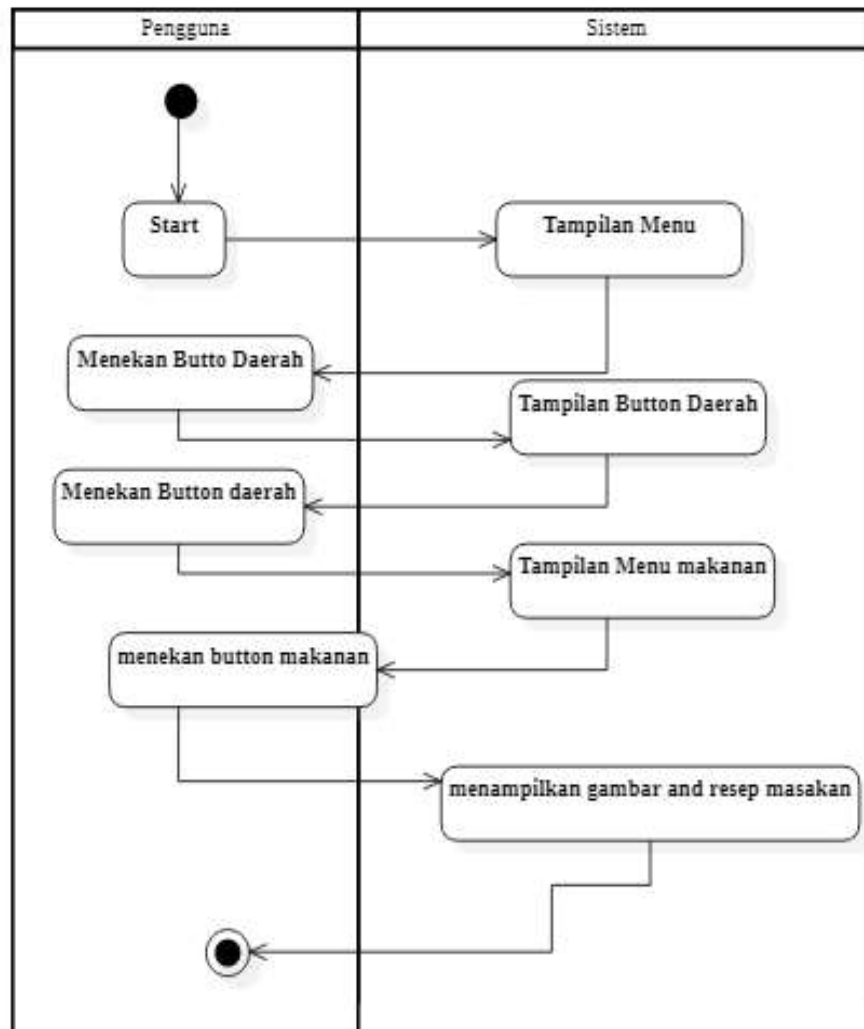 Pengguna
Sistem
Start
Tampilan Menu
Menekan Butto Daerah
Tampilan Button Daerah
Menekan Button daerah
Tampilan Menu makanan
menekan button makanan
menampilkan gambar and resep masakan